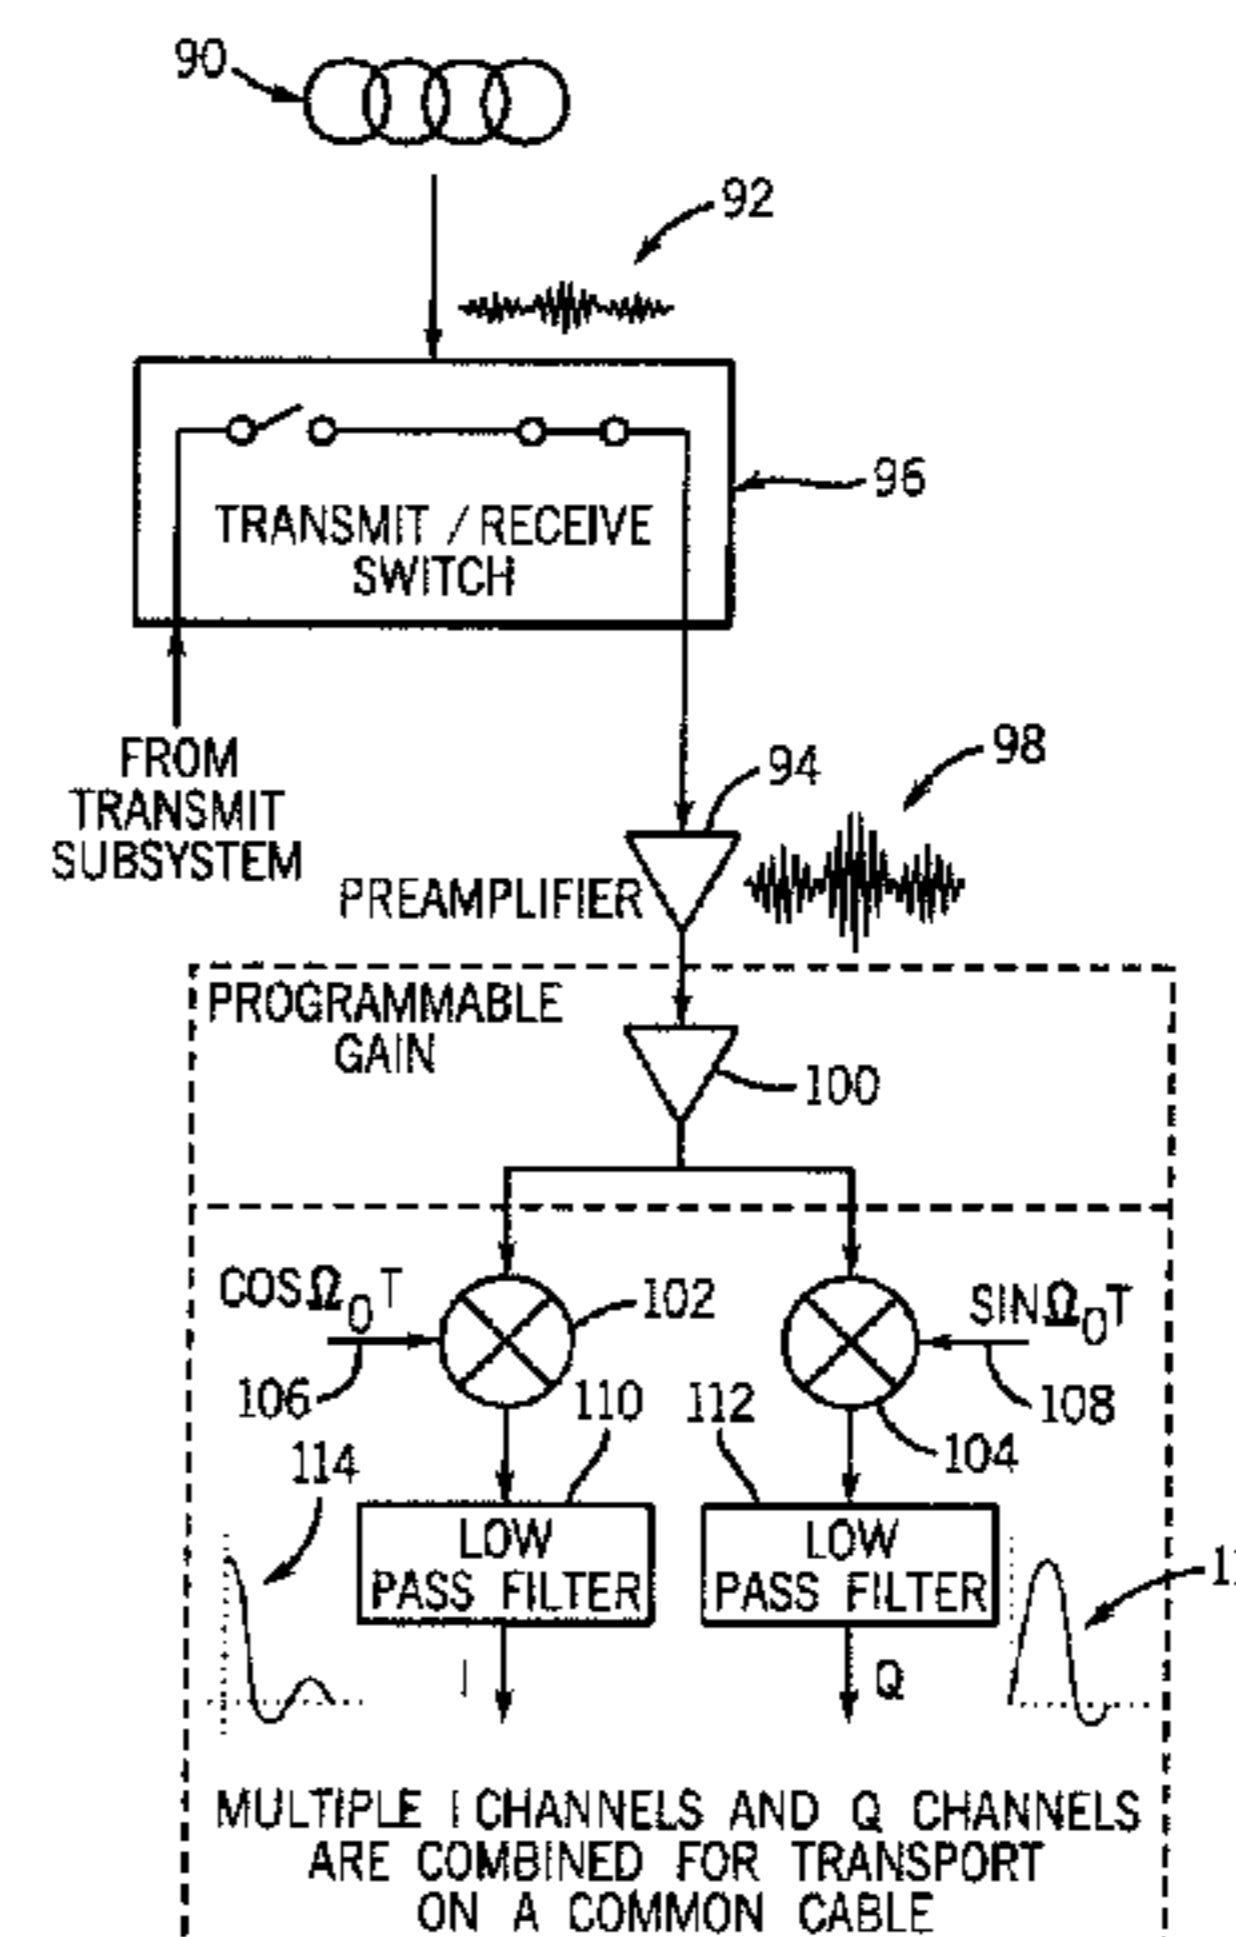 90
92
96
TRANSMIT / RECEIVE
SWITCH
FROM
TRANSMIT
SUBSYSTEM
94
98
PREAMPLIFIER
PROGRAMMABLE
GAIN
100
COSΩ₀T
102
SINΩ₀T
106
110
112
108
104
114
LOW
PASS FILTER
LOW
PASS FILTER
I
Q
MULTIPLE I CHANNELS AND Q CHANNELS
ARE COMBINED FOR TRANSPORT
ON A COMMON CABLE